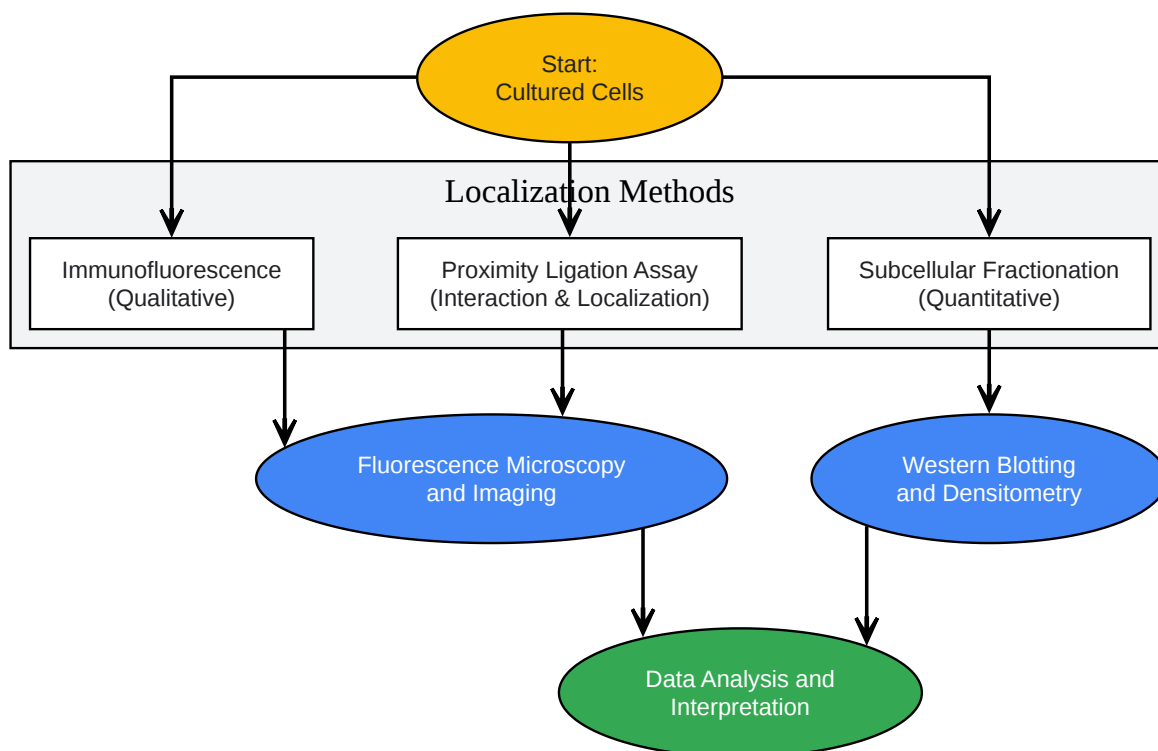 Start:
Cultured Cells
Localization Methods
Immunofluorescence
(Qualitative)
Proximity Ligation Assay
(Interaction & Localization)
Subcellular Fractionation
(Quantitative)
Fluorescence Microscopy
and Imaging
Western Blotting
and Densitometry
Data Analysis and
Interpretation